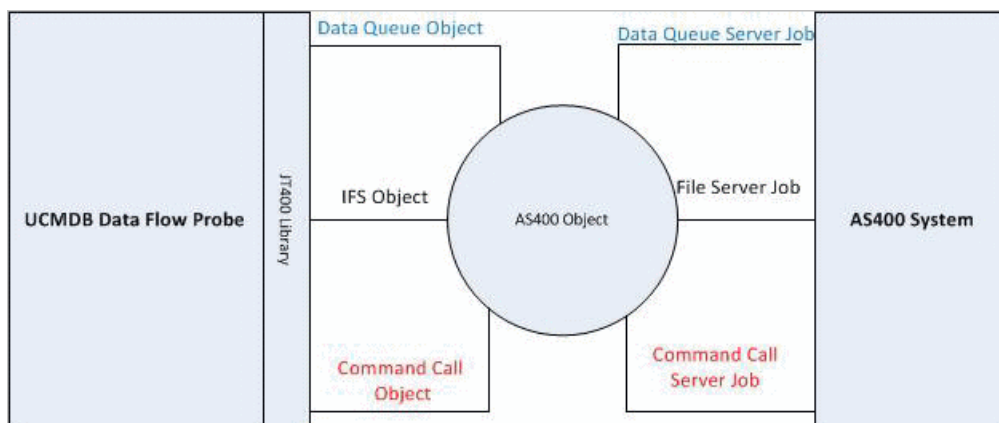 Data Queue Object
Data Queue Server Job
UCMDB Data Flow Probe
JT400 Library
IFS Object
AS400 Object
File Server Job
AS400 System
Command Call
Object
Command Call
Server Job